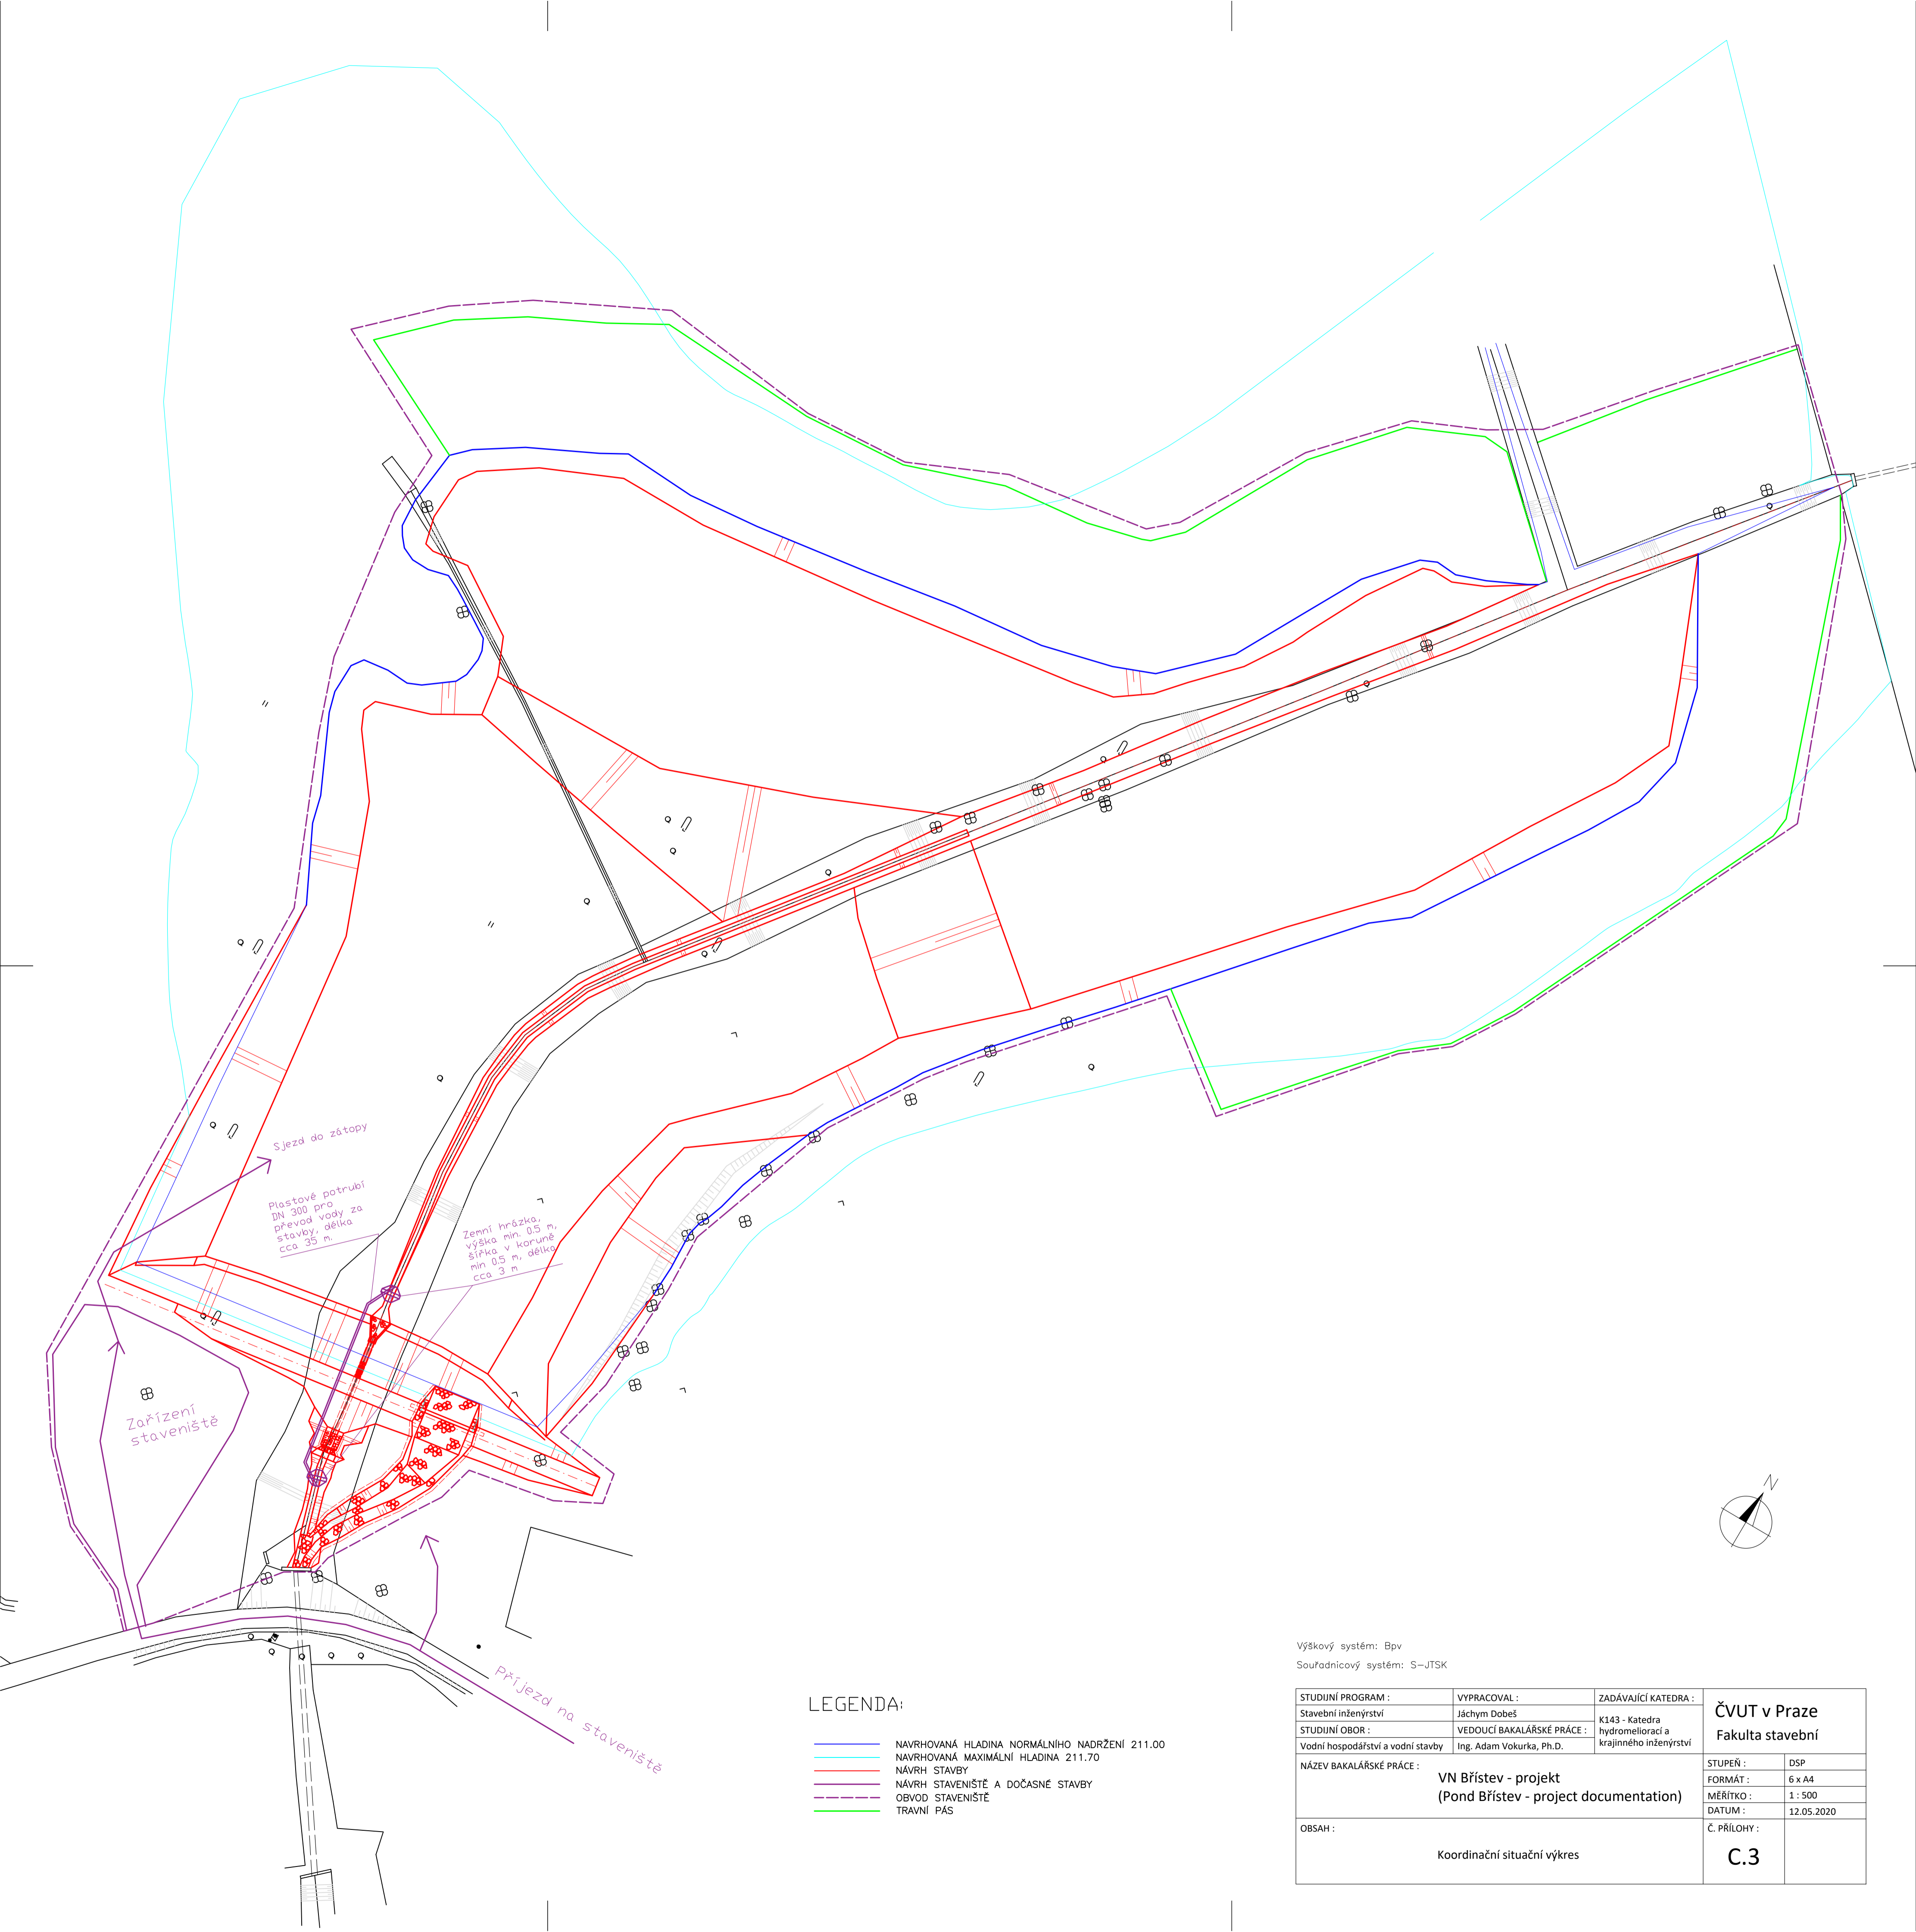 Sjezd do zátopy
Plastové potrubí
DN 300 pro
převod vody za
stavby, délka
cca 35 m.
Zemní hrázka,
výška min. 0.5 m,
šířka v koruně
min 0.5 m, délka
cca 3 m
Zařízení
staveniště
Příjezd na staveniště
N
LEGENDA:
NAVRHOVANÁ HLADINA NORMÁLNÍHO NADRŽENÍ 211.00
NAVRHOVANÁ MAXIMÁLNÍ HLADINA 211.70
NÁVRH STAVBY
NÁVRH STAVENIŠTĚ A DOČASNÉ STAVBY
OBVOD STAVENIŠTĚ
TRAVNÍ PÁS
Výškový systém: Bpv
Souřadnicový systém: S-JTSK
STUDIJNÍ PROGRAM :
Stavební inženýrství
STUDIJNÍ OBOR :
Vodní hospodářství a vodní stavby
VYPRACOVAL :
Jáchym Dobeš
VEDOUCÍ BAKALÁŘSKÉ PRÁCE :
Ing. Adam Vokurka, Ph.D.
ZADÁVAJÍCÍ KATEDRA :
K143 - Katedra
hydromeliorací a
krajinného inženýrství
ČVUT v Praze
Fakulta stavební
NÁZEV BAKALÁŘSKÉ PRÁCE :
VN Břístev - projekt
(Pond Břístev - project documentation)
STUPEŇ : DSP
FORMÁT : 6 x A4
MĚŘÍTKO : 1 : 500
DATUM : 12.05.2020
OBSAH :
Koordinační situační výkres
Č. PŘÍLOHY :
C.3